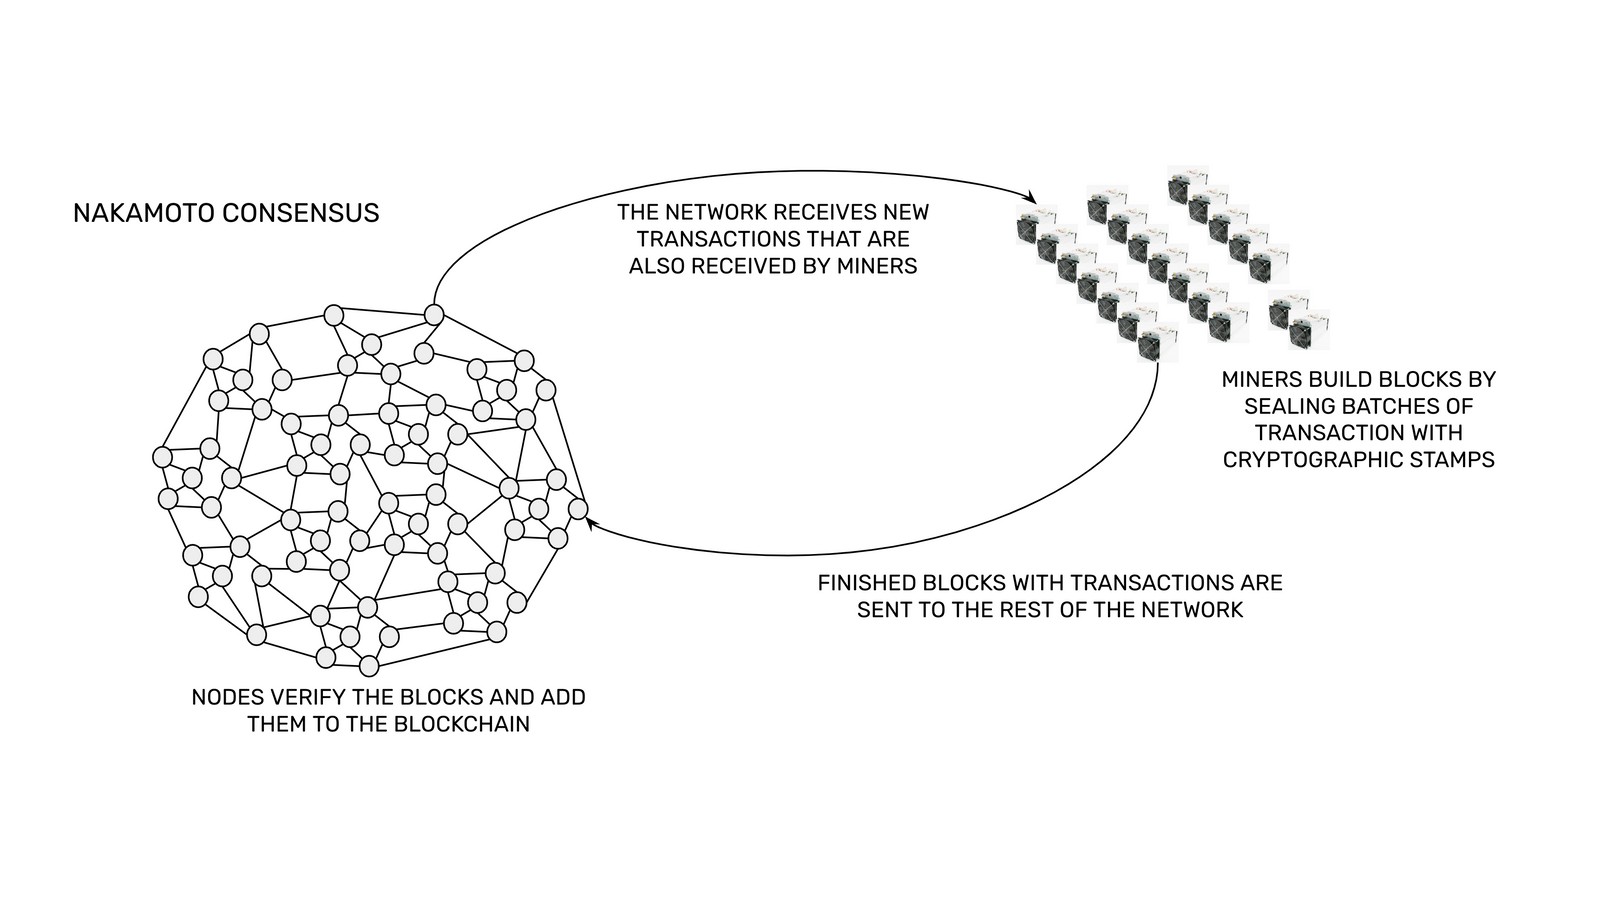 NAKAMOTO CONSENSUS
THE NETWORK RECEIVES NEW
TRANSACTIONS THAT ARE
ALSO RECEIVED BY MINERS
MINERS BUILD BLOCKS BY
SEALING BATCHES OF
TRANSACTION WITH
CRYPTOGRAPHIC STAMPS
FINISHED BLOCKS WITH TRANSACTIONS ARE
SENT TO THE REST OF THE NETWORK
NODES VERIFY THE BLOCKS AND ADD
THEM TO THE BLOCKCHAIN